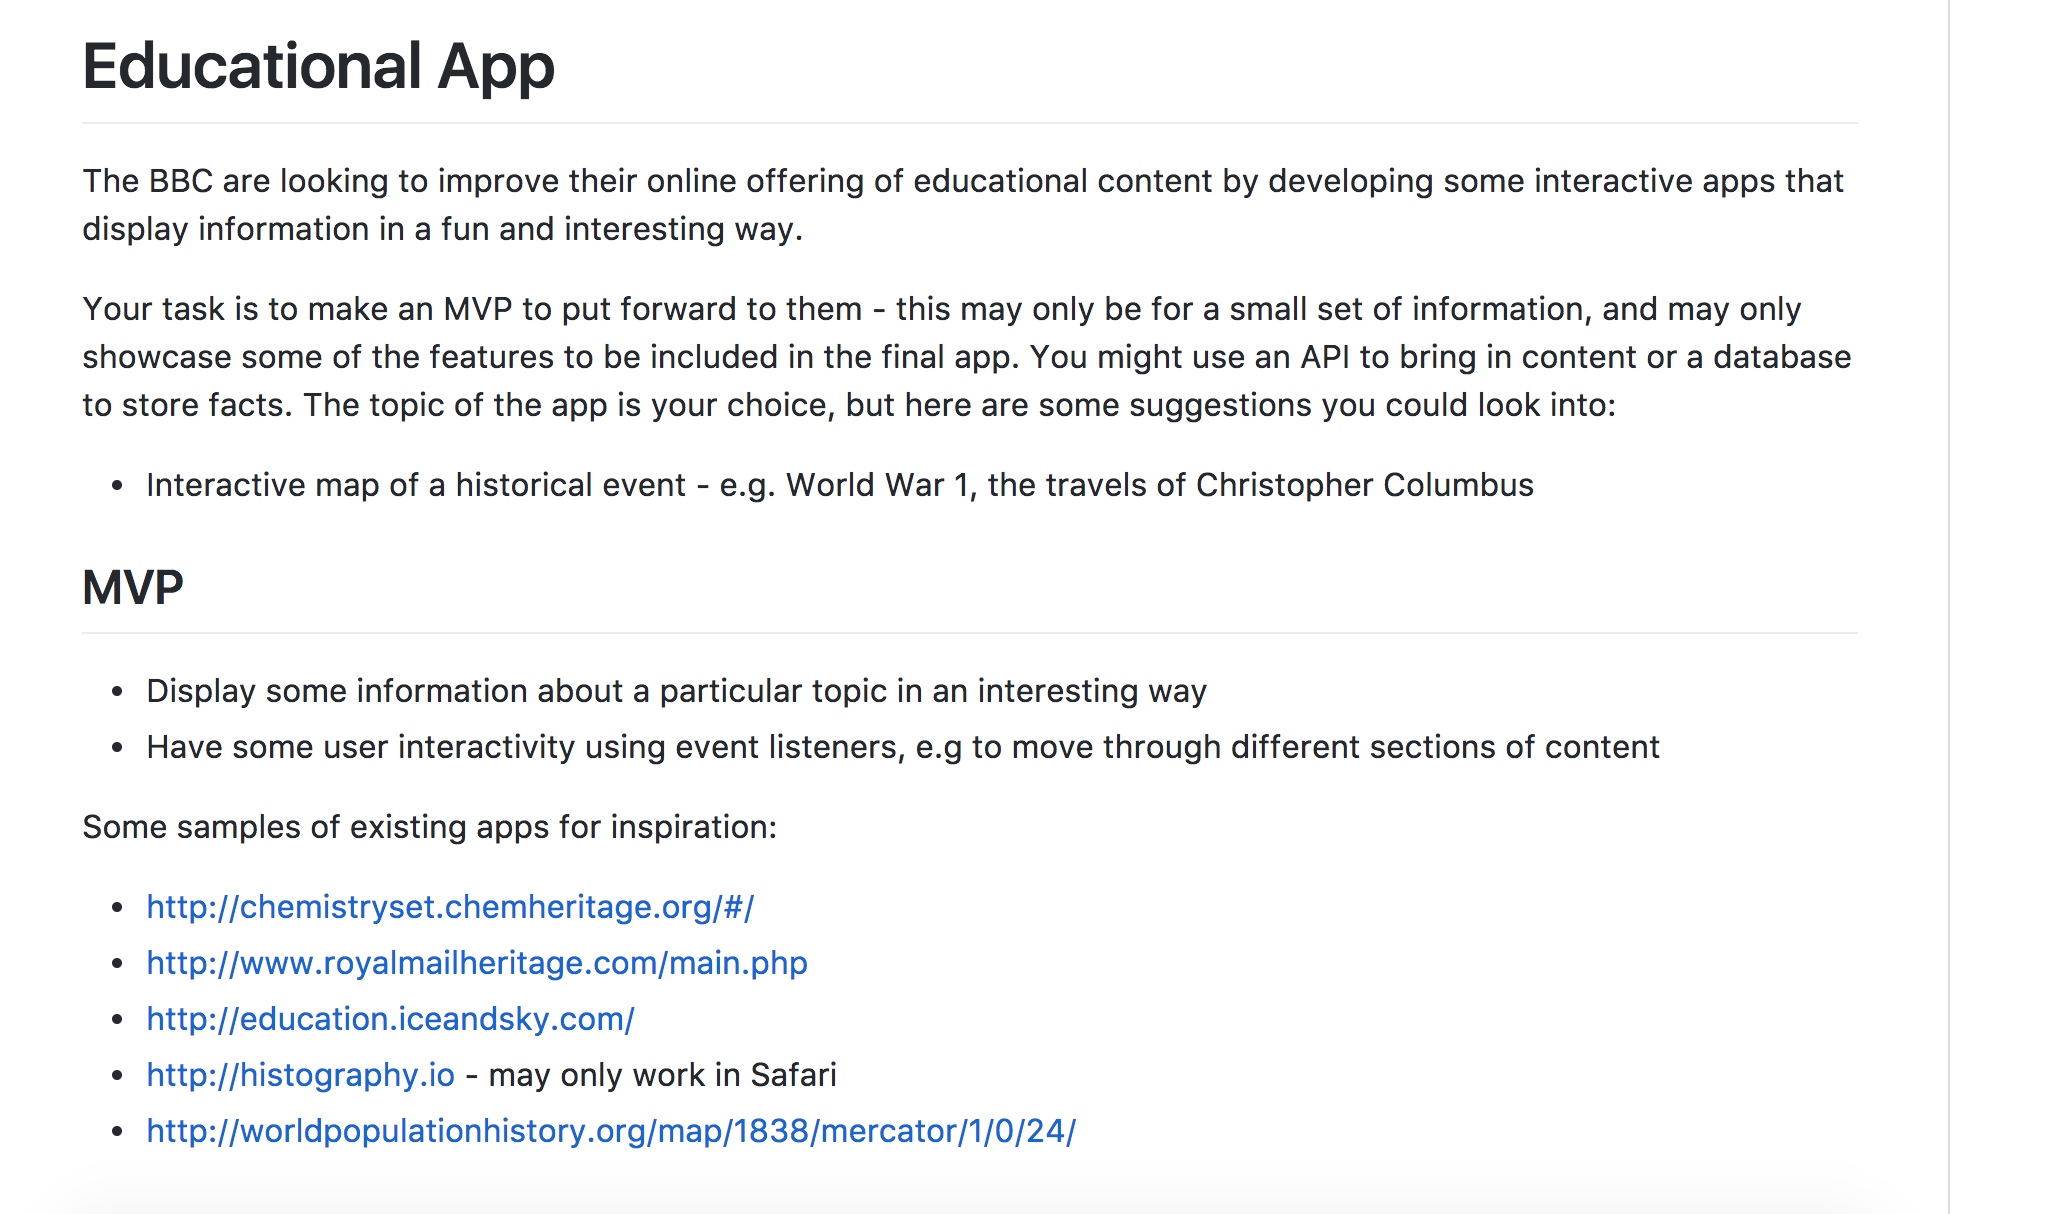 Educational App
The BBC are looking to improve their online offering of educational content by developing some interactive apps that
display information in a fun and interesting way.
Your task is to make an MVP to put forward to them - this may only be for a small set of information, and may only
showcase some of the features to be included in the final app. You might use an API to bring in content or a database
to store facts. The topic of the app is your choice, but here are some suggestions you could look into:
• Interactive map of a historical event - e.g. World War 1, the travels of Christopher Columbus
MVP
• Display some information about a particular topic in an interesting way
• Have some user interactivity using event listeners, e.g to move through different sections of content
Some samples of existing apps for inspiration:
• http://chemistryset.chemheritage.org/#/
• http://www.royalmailheritage.com/main.php
• http://education.iceandsky.com/
• http://histography.io - may only work in Safari
• http://worldpopulationhistory.org/map/1838/mercator/1/0/24/